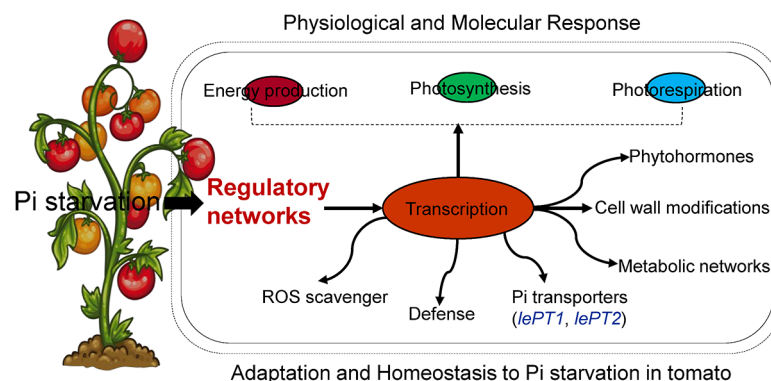 Physiological and Molecular Response
Energy production
Photosynthesis
Photorespiration
Pi starvation
Regulatory
networks
Transcription
Phytohormones
Cell wall modifications
Metabolic networks
ROS scavenger
Defense
Pi transporters
(lePT1, lePT2)
Adaptation and Homeostasis to Pi starvation in tomato